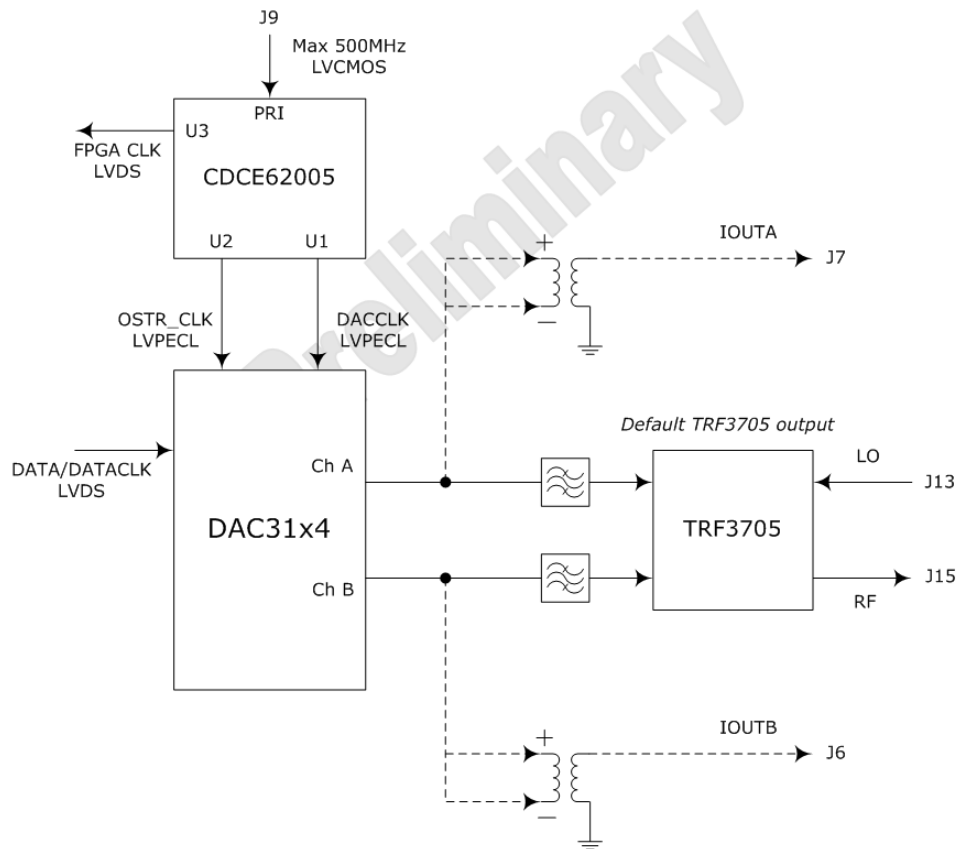 J9
Max 500MHz
LVCMOS
PRI
U3
FPGA CLK
LVDS
CDCE62005
U2
U1
OSTR_CLK
LVPECL
DACCLK
LVPECL
Preliminary
+
IOUTA
J7
−
DATA/DATACLK
LVDS
Ch A
DAC31x4
Ch B
Default TRF3705 output
LO
J13
TRF3705
J15
RF
+
IOUTB
J6
−